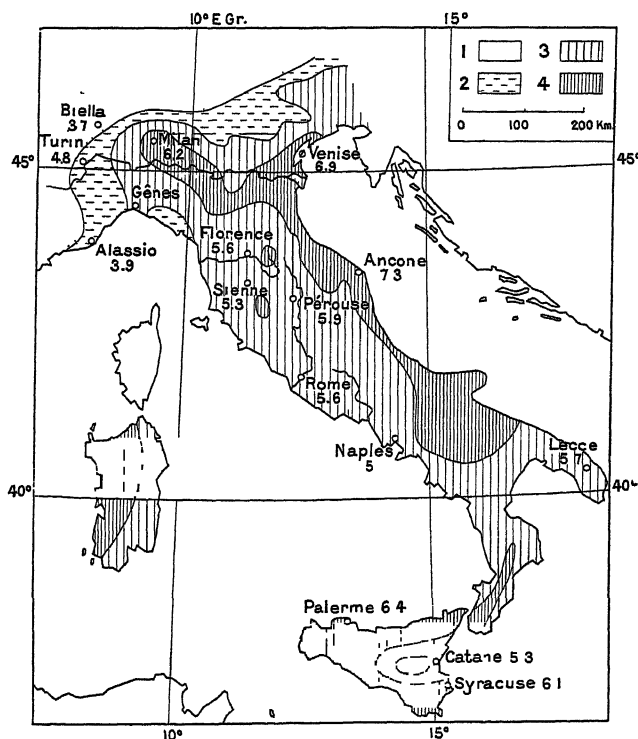 10° E Gr.
15°
1
3
2
4
0 100 200 Km.
Biella
3.7
Turin
4.8
Milan
6.2
Venise
6.9
45°
45°
Gênes
Alassio
3.9
Florence
5.6
Ancone
7 3
Sienne
5.3
Pérouse
5.9
Rome
5.6
Naples
5
Lecce
5 7
40°
40°
Palerme 6 4
Catane 5 3
Syracuse 6 1
10°
15°